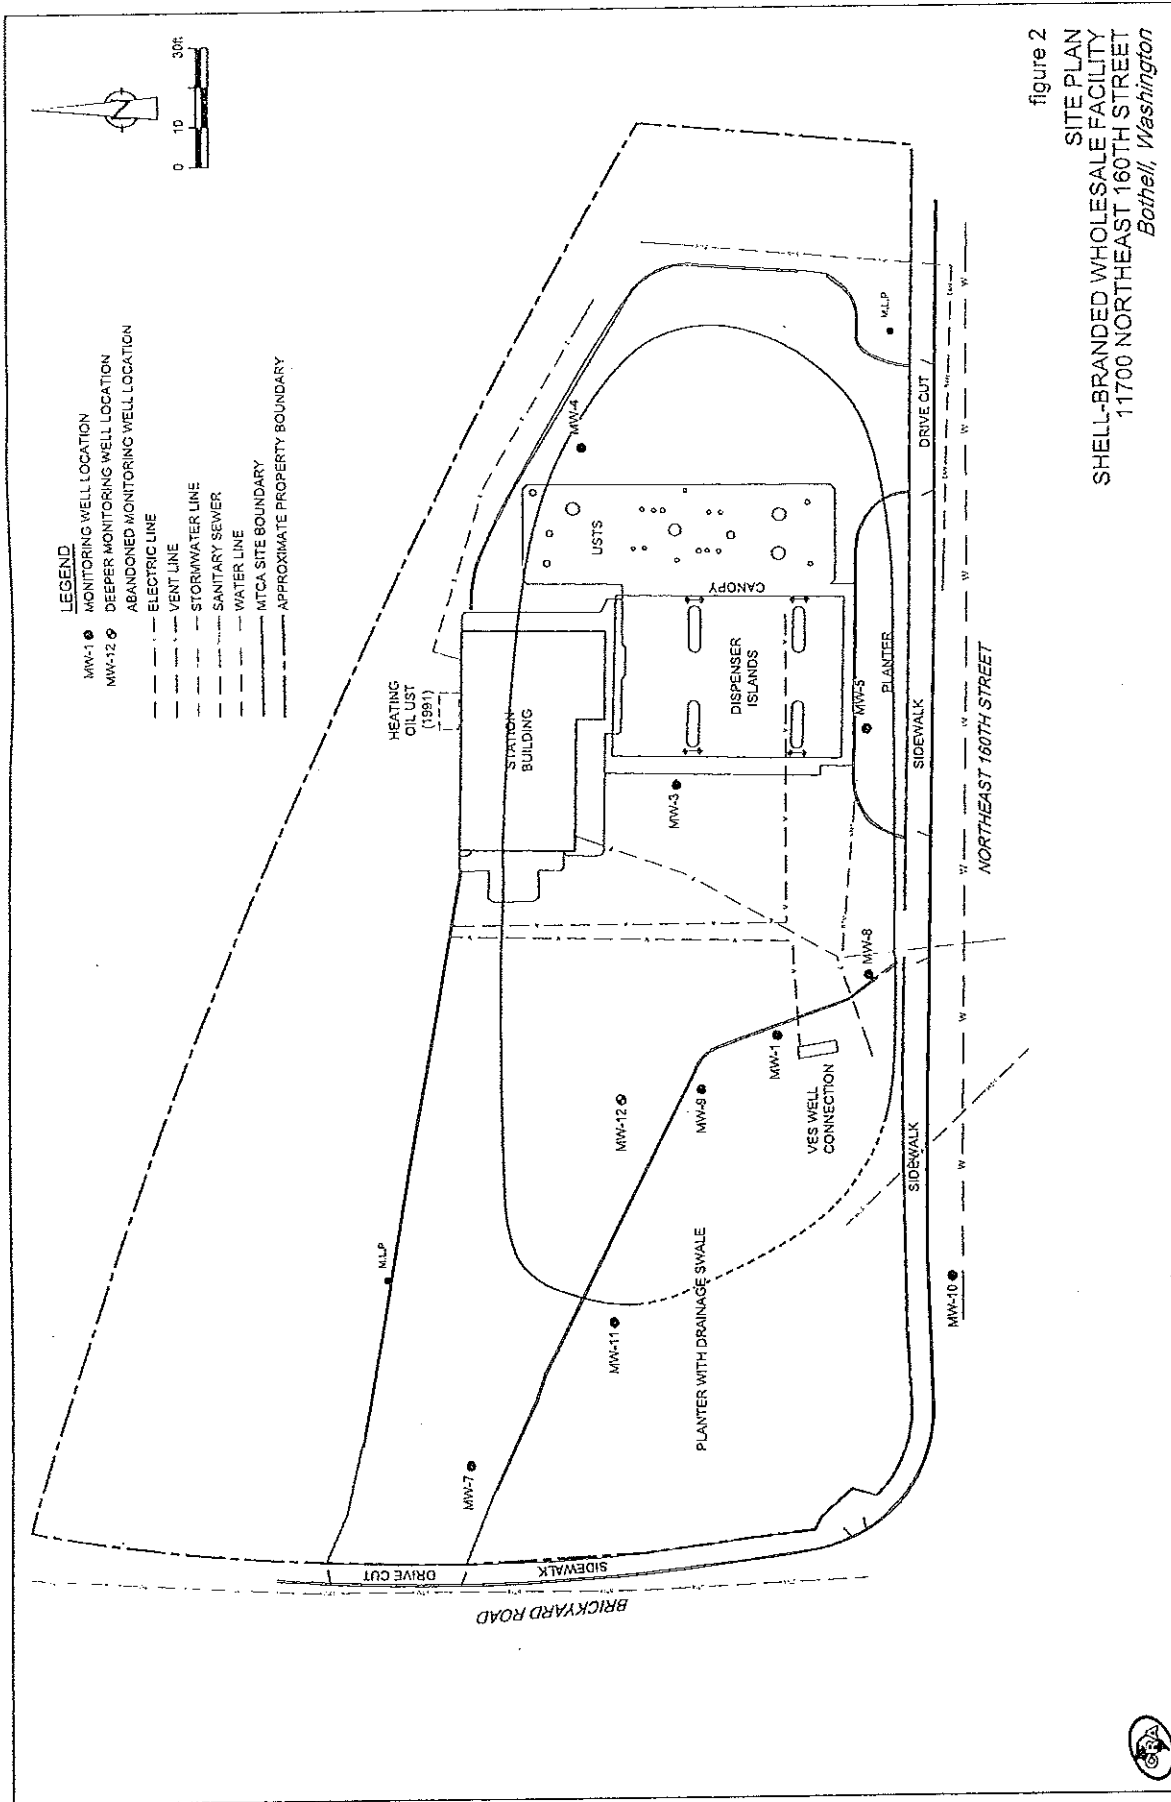 LEGEND
MW-1 MONITORING WELL LOCATION
MW-12 DEEPER MONITORING WELL LOCATION
ABANDONED MONITORING WELL LOCATION
ELECTRIC LINE
VENT LINE
STORMWATER LINE
SANITARY SEWER
WATER LINE
MTCA SITE BOUNDARY
APPROXIMATE PROPERTY BOUNDARY
N
0 10 30ft
HEATING
OIL UST
(1991)
STATION
BUILDING
USTS
CANOPY
DISPENSER
ISLANDS
MW-4
MW-3
MW-5
PLANTER
M.L.P
DRIVE CUT
SIDEWALK
MW-8
MW-1
VES WELL
CONNECTION
MW-9
MW-12
MW-11
MW-7
MW-10
M.L.P
PLANTER WITH DRAINAGE SWALE
SIDEWALK
SIDEWALK
DRIVE CUT
BRICKYARD ROAD
NORTHEAST 160TH STREET
W W W W W W W
figure 2
SITE PLAN
SHELL-BRANDED WHOLESALE FACILITY
11700 NORTHEAST 160TH STREET
Bothell, Washington
CRA